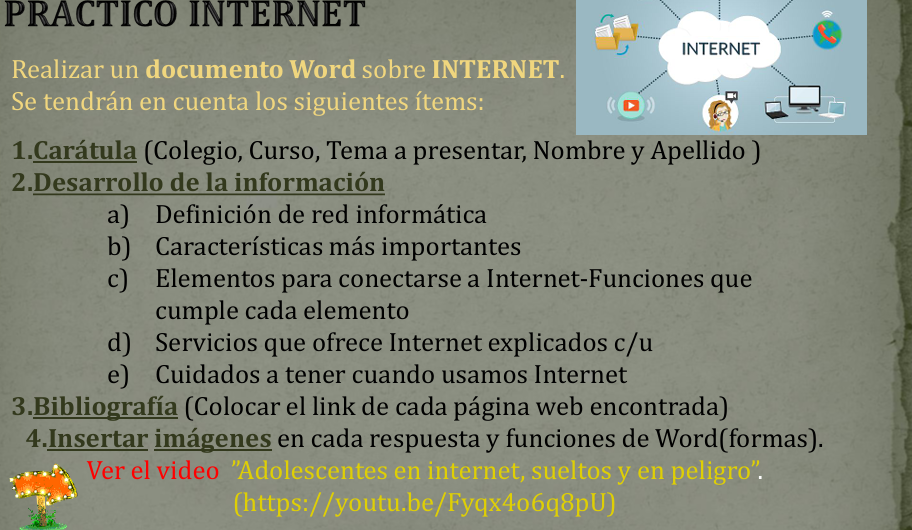 PRÁCTICO INTERNET
INTERNET
Realizar un documento Word sobre INTERNET.
Se tendrán en cuenta los siguientes ítems:
1.Carátula (Colegio, Curso, Tema a presentar, Nombre y Apellido )
2.Desarrollo de la información
a) Definición de red informática
b) Características más importantes
c) Elementos para conectarse a Internet-Funciones que
cumple cada elemento
d) Servicios que ofrece Internet explicados c/u
e) Cuidados a tener cuando usamos Internet
3.Bibliografía (Colocar el link de cada página web encontrada)
4.Insertar imágenes en cada respuesta y funciones de Word(formas).
Ver el video ”Adolescentes en internet, sueltos y en peligro”.
(https://youtu.be/Fyqx4o6q8pU)